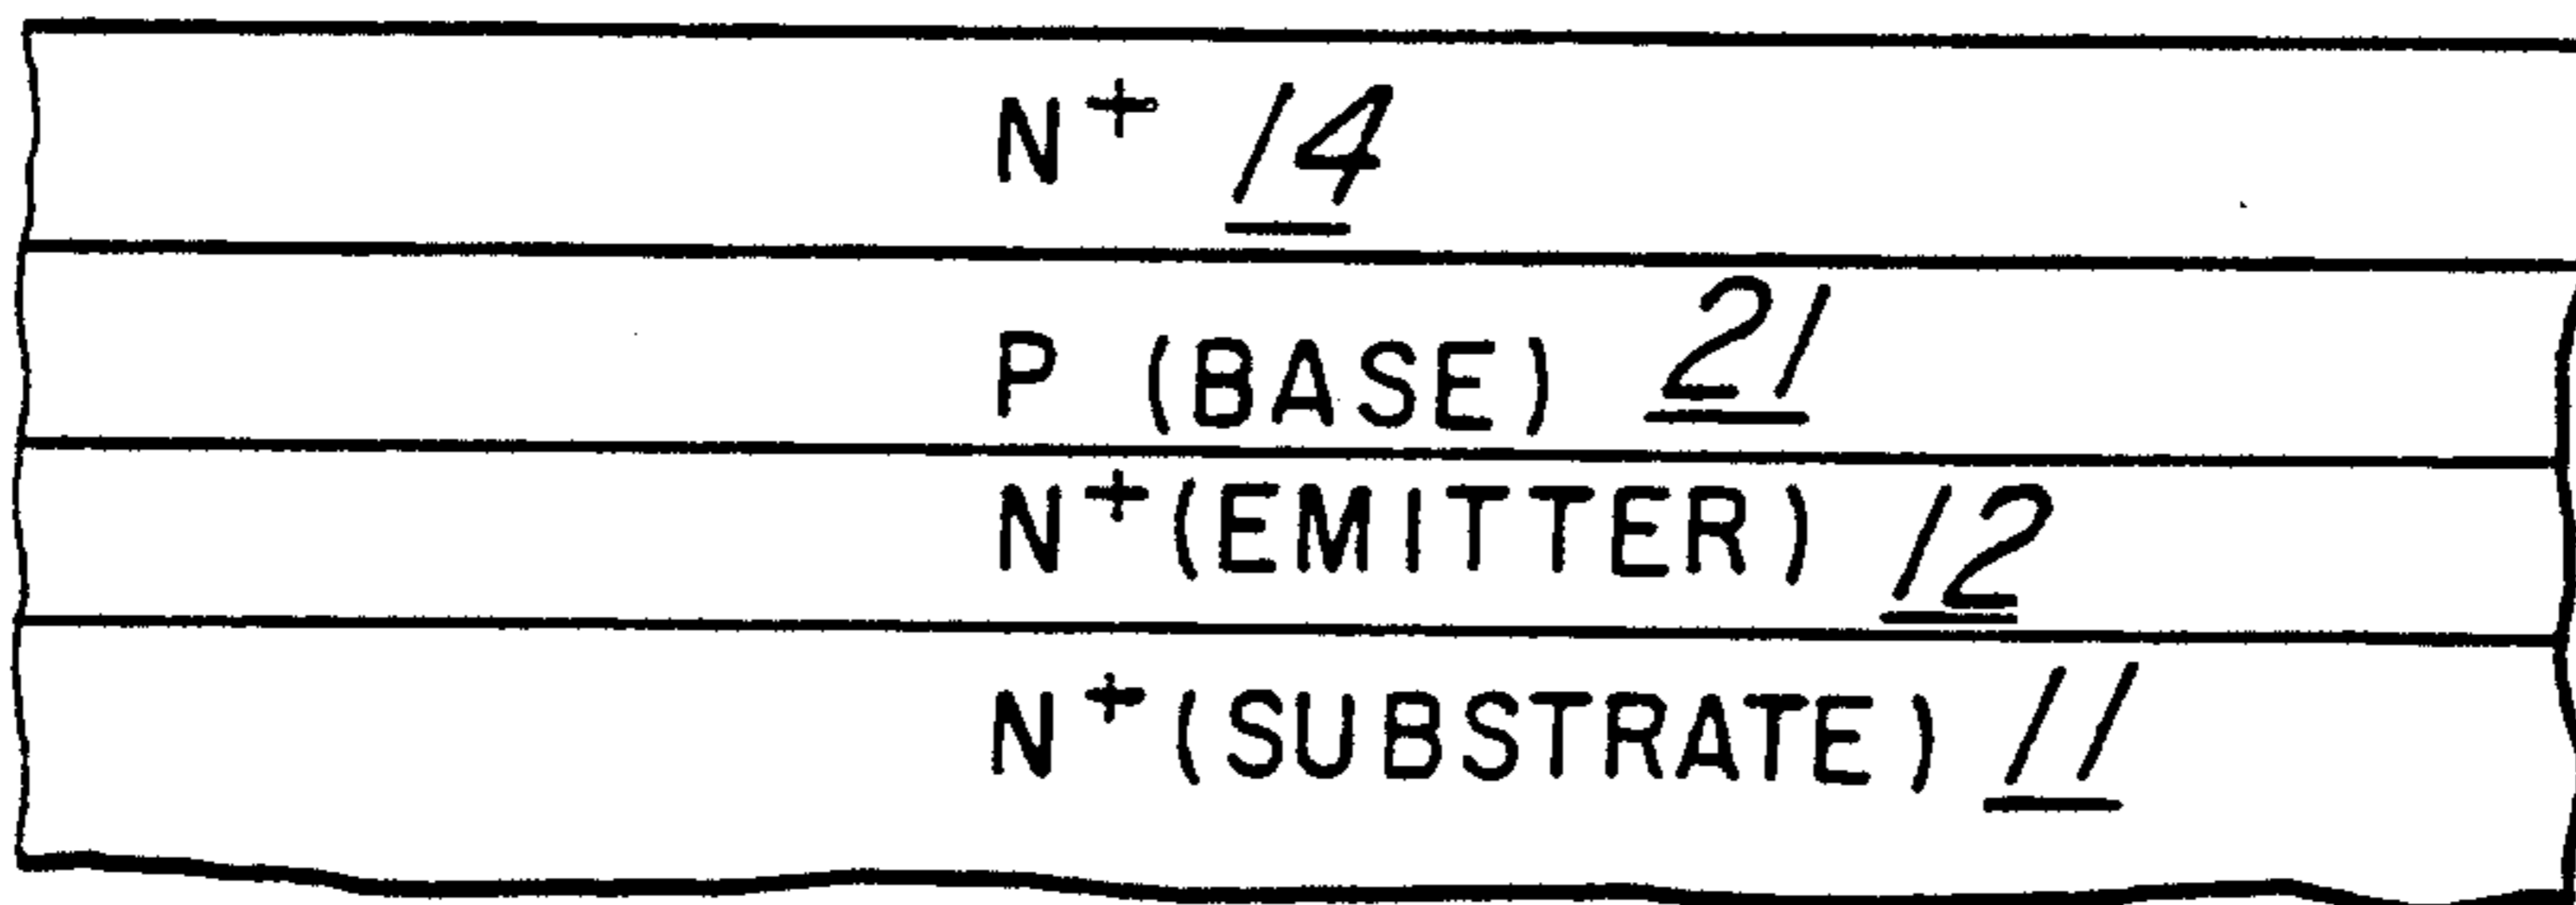 N+ 14
P (BASE) 21
N+(EMITTER) 12
N+(SUBSTRATE) 11